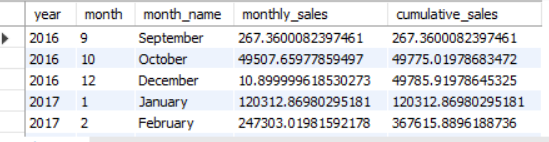 year month month_name monthly_sales cumulative_sales
2016 9 September 267.3600082397461 267.3600082397461
2016 10 October 49507.65977859497 49775.01978683472
2016 12 December 10.899999618530273 49785.91978645325
2017 1 January 120312.86980295181 120312.86980295181
2017 2 February 247303.01981592178 367615.8896188736